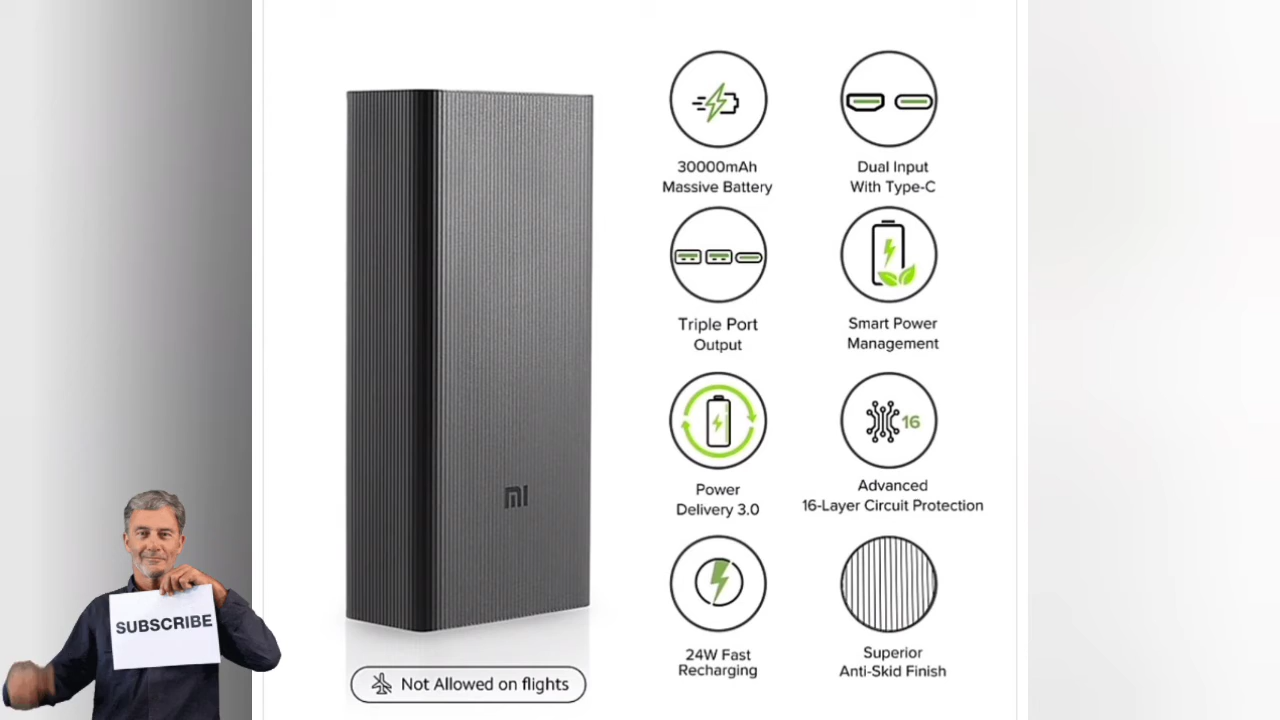 30000mAh
Massive Battery
Dual Input
With Type-C
Triple Port
Output
Smart Power
Management
Power
Delivery 3.0
16
Advanced
16-Layer Circuit Protection
24W Fast
Recharging
Superior
Anti-Skid Finish
MI
Not Allowed on flights
SUBSCRIBE